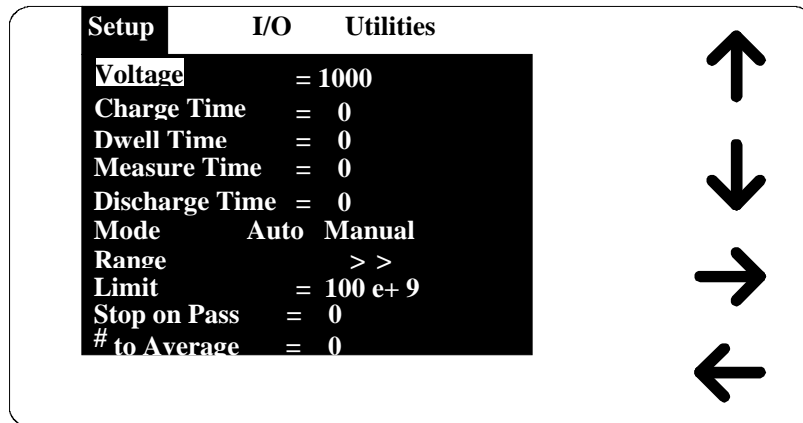 Setup I/O Utilities
Voltage = 1000
Charge Time = 0
Dwell Time = 0
Measure Time = 0
Discharge Time = 0
Mode Auto Manual
Range > >
Limit = 100 e+ 9
Stop on Pass = 0
# to Average = 0